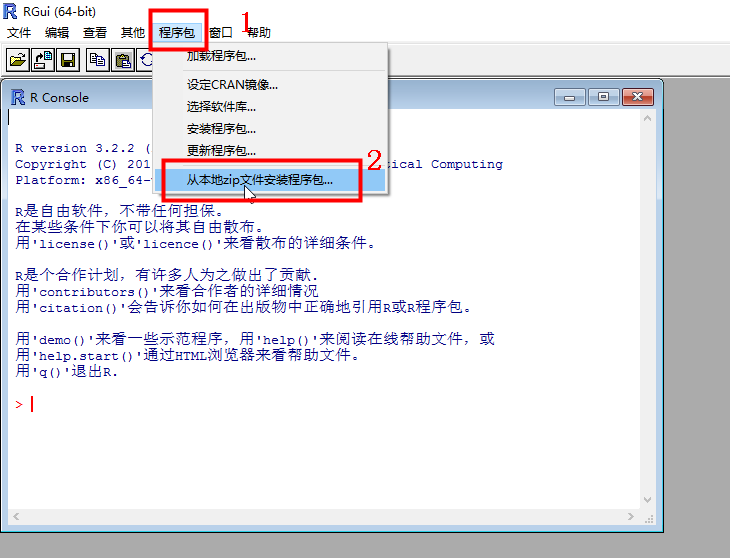 RGui (64-bit)
1
文件 编辑 查看 其他 程序包 窗口 帮助
加载程序包...
设定CRAN镜像...
选择软件库...
安装程序包...
更新程序包...
2
从本地zip文件安装程序包...
R Console
R version 3.2.2 (
Copyright (C) 201 tical Computing
Platform: x86_64-
R是自由软件，不带任何担保。
在某些条件下你可以将其自由散布。
用'license()'或'licence()'来看散布的详细条件。
R是个合作计划，有许多人为之做出了贡献.
用'contributors()'来看合作者的详细情况
用'citation()'会告诉你如何在出版物中正确地引用R或R程序包。
用'demo()'来看一些示范程序，用'help()'来阅读在线帮助文件，或
用'help.start()'通过HTML浏览器来看帮助文件。
用'q()'退出R.
>